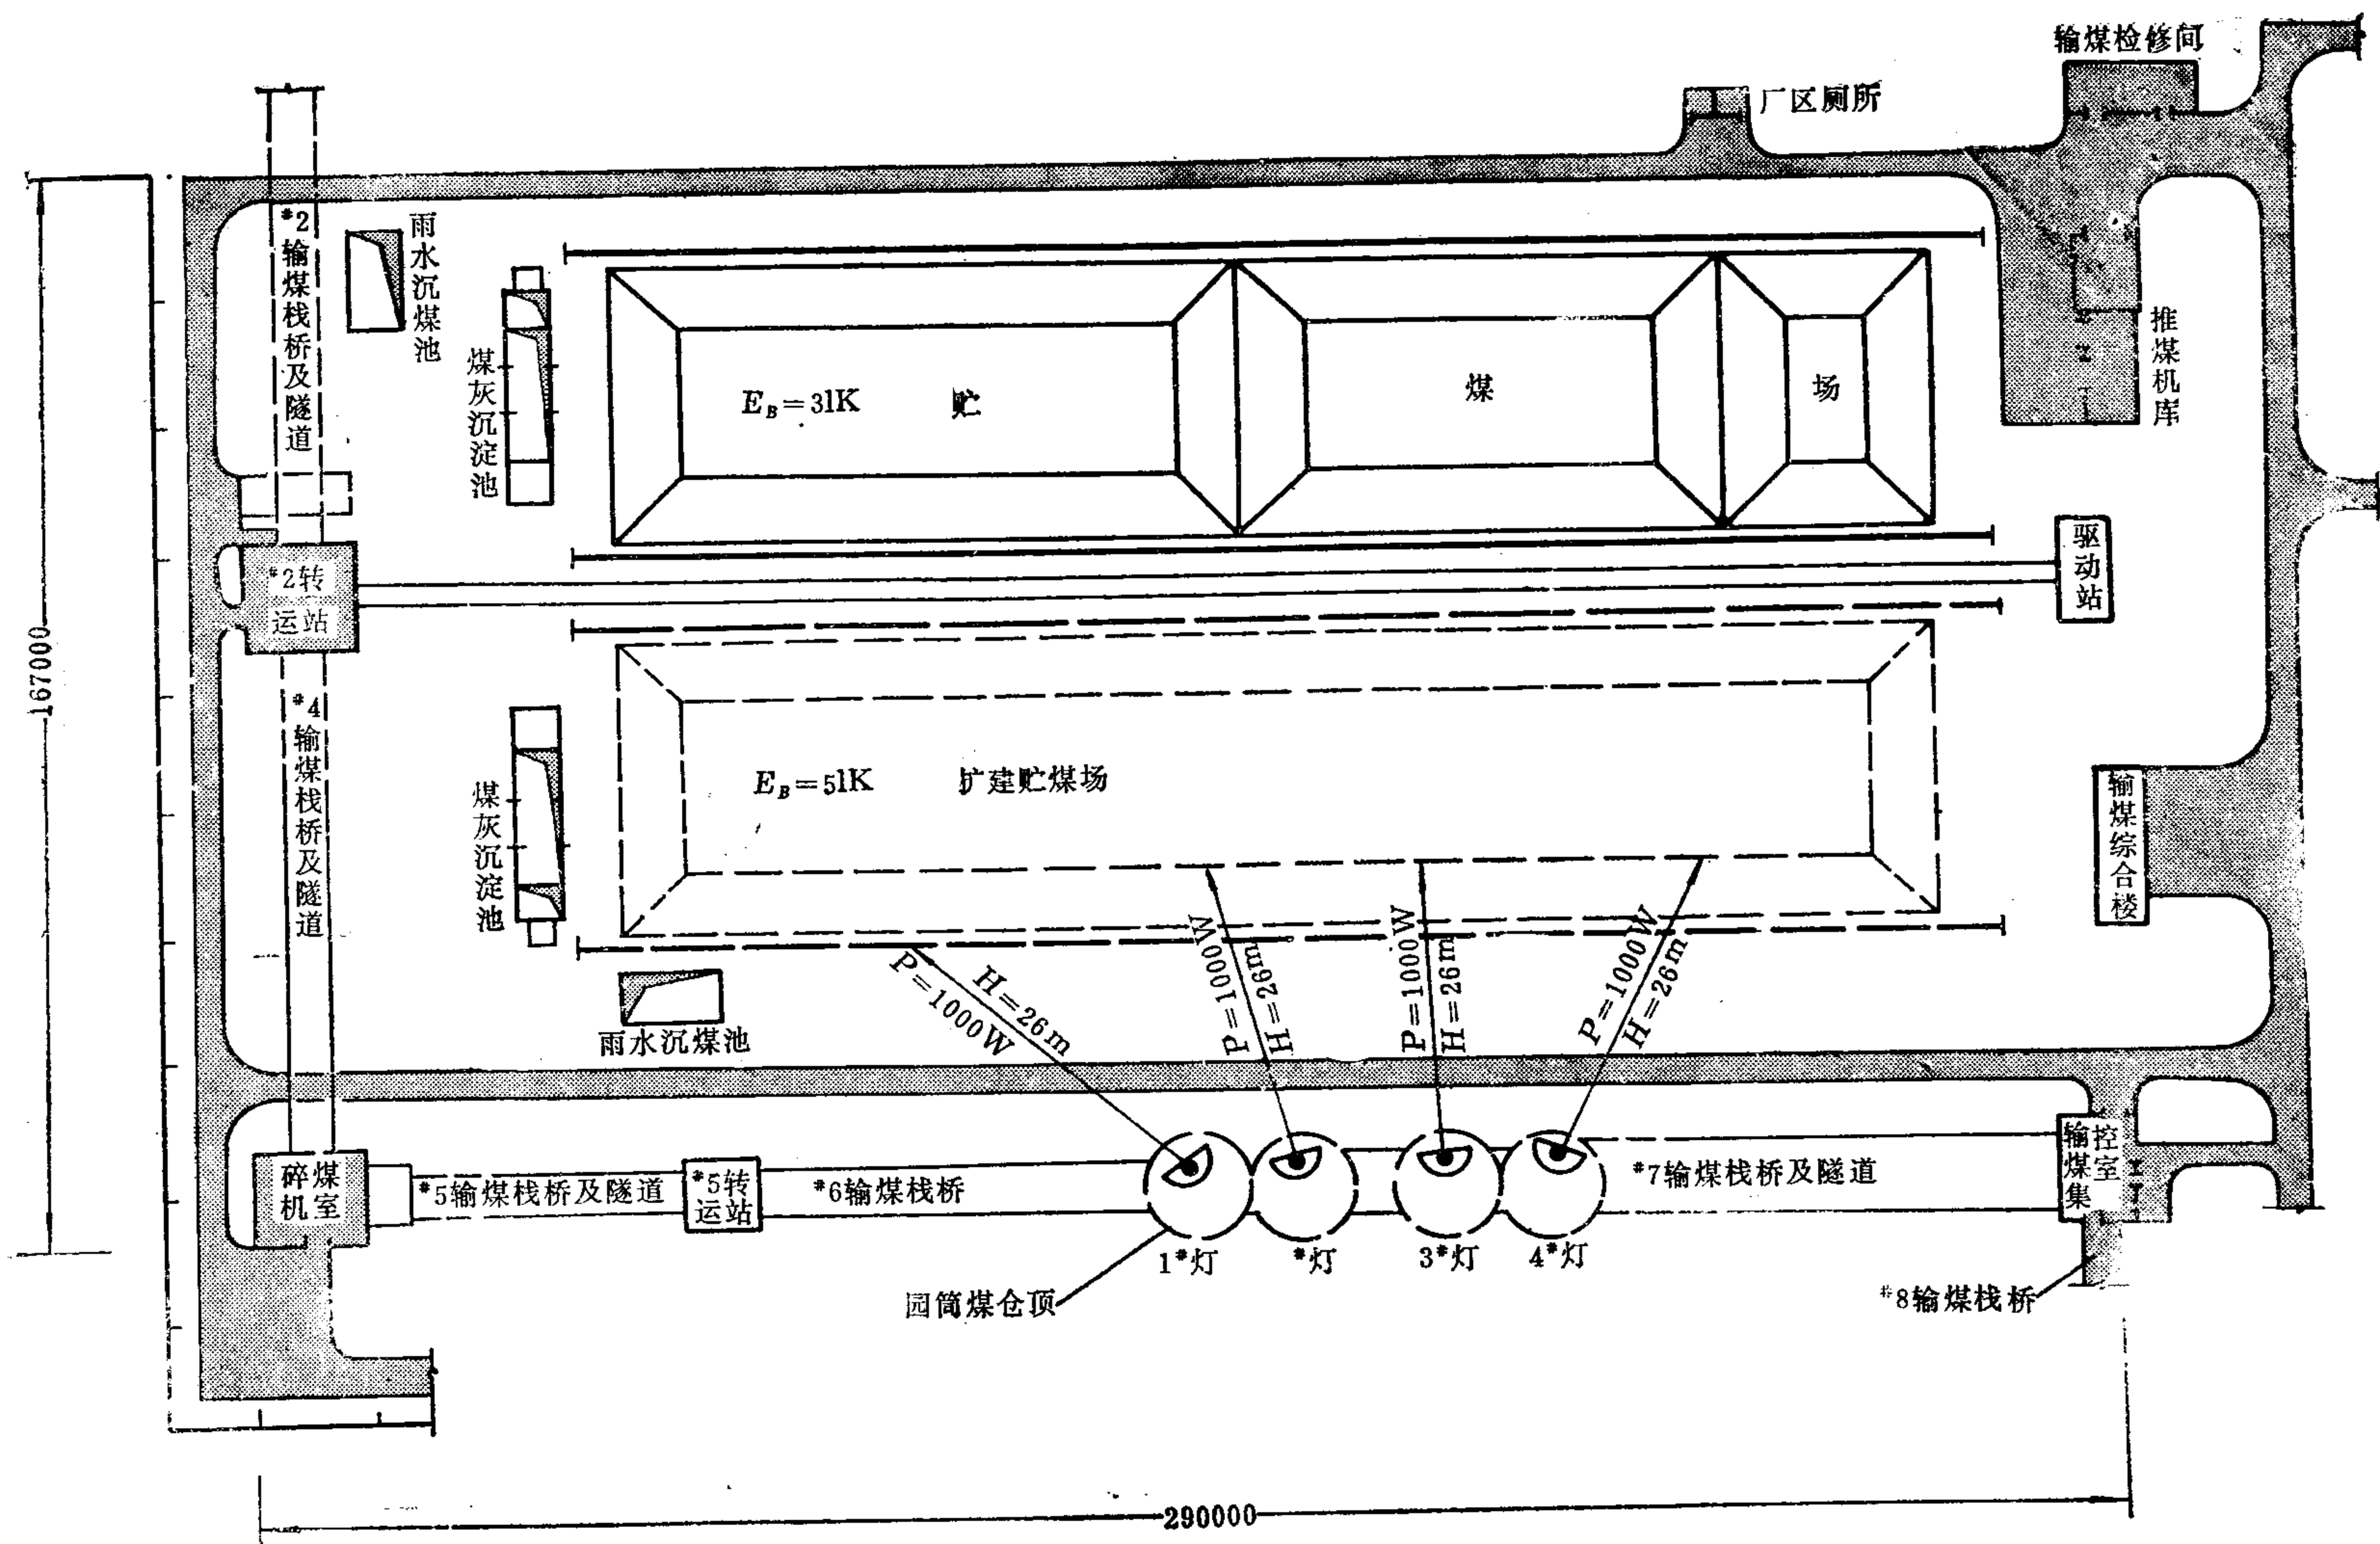 输煤检修间
厂区厕所
#2输煤栈桥及隧道
雨水沉煤池
煤灰沉淀池
E_B=31K 贮 煤 场
推煤机库
#2转
运站
驱动站
167000
#4输煤栈桥及隧道
煤灰沉淀池
E_B=51K 扩建贮煤场
输煤综合楼
雨水沉煤池
H=26m
P=1000W
P=1000W
H=26m
P=1000W
H=26m
P=1000W
H=26m
碎煤
机室
#5输煤栈桥及隧道
#5转
运站
#6输煤栈桥
#7输煤栈桥及隧道
输煤集
控室
1#灯
#灯
3#灯
4#灯
园筒煤仓顶
#8输煤栈桥
290000